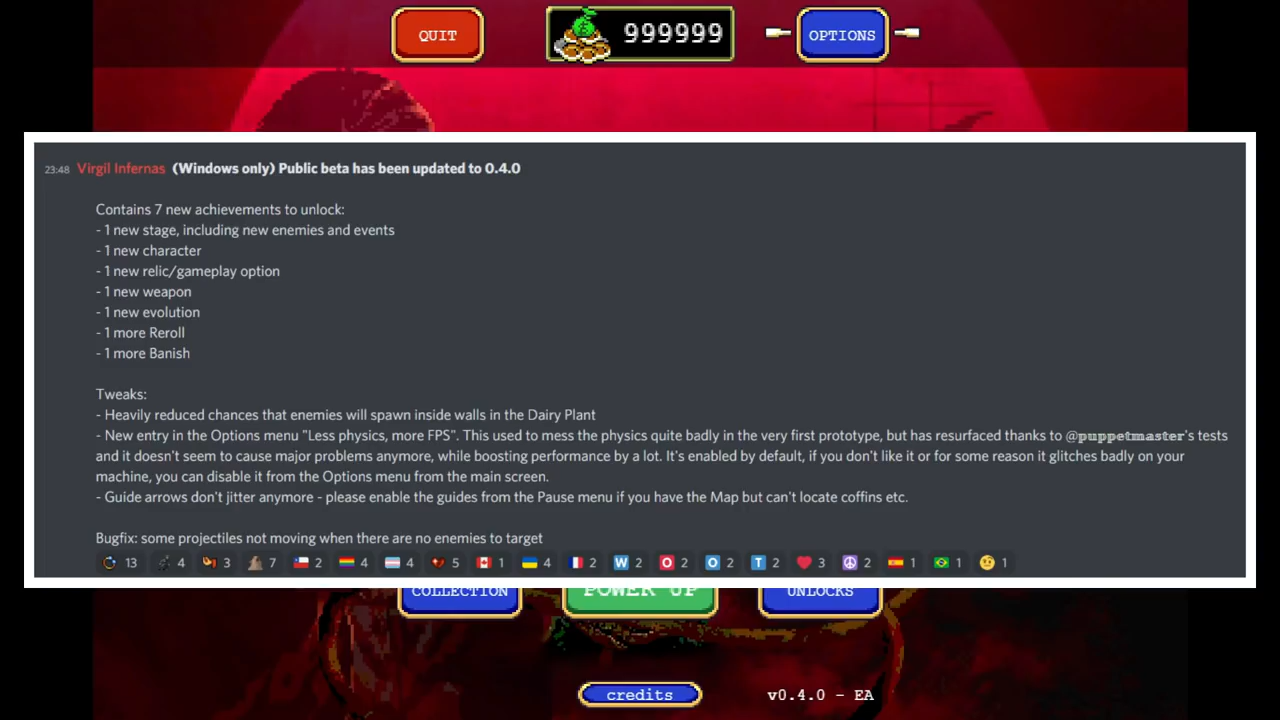 QUIT
999999
OPTIONS
23:48 Virgil Infernas (Windows only) Public beta has been updated to 0.4.0
Contains 7 new achievements to unlock:
- 1 new stage, including new enemies and events
- 1 new character
- 1 new relic/gameplay option
- 1 new weapon
- 1 new evolution
- 1 more Reroll
- 1 more Banish
Tweaks:
- Heavily reduced chances that enemies will spawn inside walls in the Dairy Plant
- New entry in the Options menu "Less physics, more FPS". This used to mess the physics quite badly in the very first prototype, but has resurfaced thanks to @puppetmaster's tests
and it doesn't seem to cause major problems anymore, while boosting performance by a lot. It's enabled by default, if you don't like it or for some reason it glitches badly on your
machine, you can disable it from the Options menu from the main screen.
- Guide arrows don't jitter anymore - please enable the guides from the Pause menu if you have the Map but can't locate coffins etc.
Bugfix: some projectiles not moving when there are no enemies to target
13 4 3 7 2 4 4 5 1 4 2 W 2 O 2 O 2 T 2 3 2 1 1 1
COLLECTION
POWER UP
UNLOCKS
credits
v0.4.0 - EA